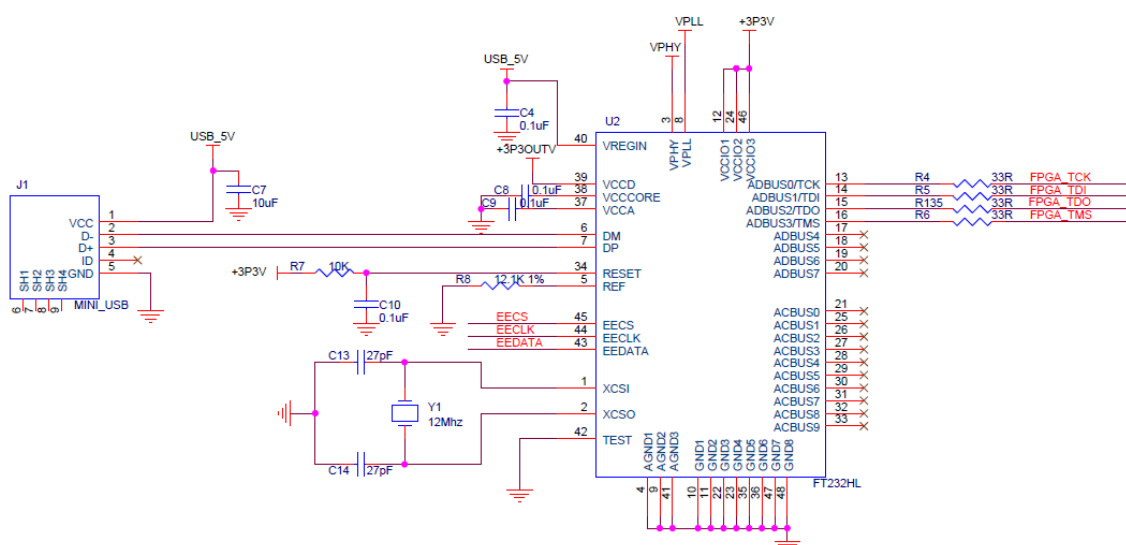 VPLL
+3P3V
VPHY
USB_5V
C4
0.1uF
U2
12
24
46
3
8
40
VREGIN
VPHY
VPLL
VCCIO1
VCCIO2
VCCIO3
+3P3OUTV
USB_5V
J1
C7
10uF
39
VCCD
38
VCCCORE
37
VCCA
C8
0.1uF
C9
0.1uF
13
ADBUS0/TCK
R4
33R
FPGA_TCK
14
ADBUS1/TDI
R5
33R
FPGA_TDI
15
ADBUS2/TDO
R135
33R
FPGA_TDO
16
ADBUS3/TMS
R6
33R
FPGA_TMS
17
ADBUS4
18
ADBUS5
19
ADBUS6
20
ADBUS7
VCC
1
D-
2
D+
3
ID
4
GND
5
SH1
SH2
SH3
SH4
6
7
8
9
MINI_USB
6
DM
7
DP
+3P3V
R7
10K
34
RESET
R8
12.1K 1%
5
REF
C10
0.1uF
EECS
45
EECS
EECLK
44
EECLK
EEDATA
43
EEDATA
21
ACBUS0
25
ACBUS1
26
ACBUS2
27
ACBUS3
28
ACBUS4
29
ACBUS5
30
ACBUS6
31
ACBUS7
32
ACBUS8
33
ACBUS9
C13
27pF
1
XCSI
Y1
12Mhz
2
XCSO
42
TEST
C14
27pF
AGND1
AGND2
AGND3
GND1
GND2
GND3
GND4
GND5
GND6
GND7
GND8
FT232HL
4
9
41
10
11
22
23
35
36
47
48